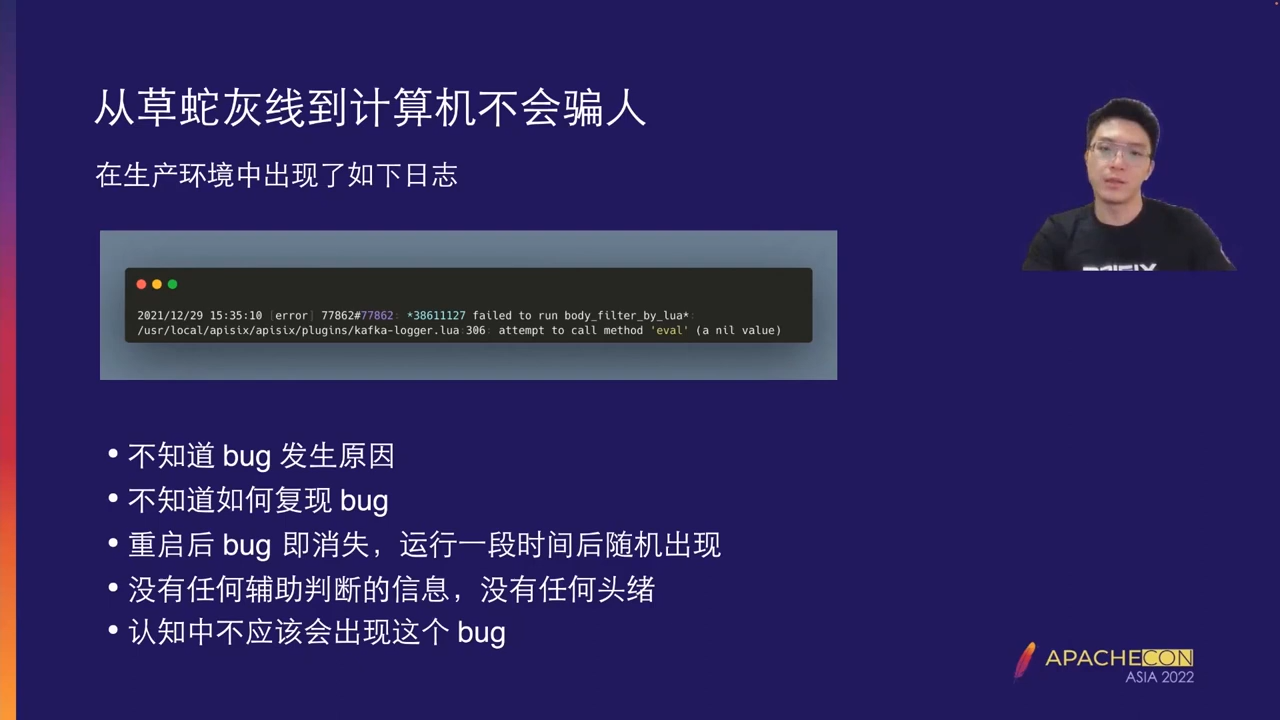 从草蛇灰线到计算机不会骗人
在生产环境中出现了如下日志
2021/12/29 15:35:10 [error] 77862#77862: *38611127 failed to run body_filter_by_lua*:
/usr/local/apisix/apisix/plugins/kafka-logger.lua:306: attempt to call method 'eval' (a nil value)
• 不知道 bug 发生原因
• 不知道如何复现 bug
• 重启后 bug 即消失，运行一段时间后随机出现
• 没有任何辅助判断的信息，没有任何头绪
• 认知中不应该会出现这个 bug
APACHECON
ASIA 2022